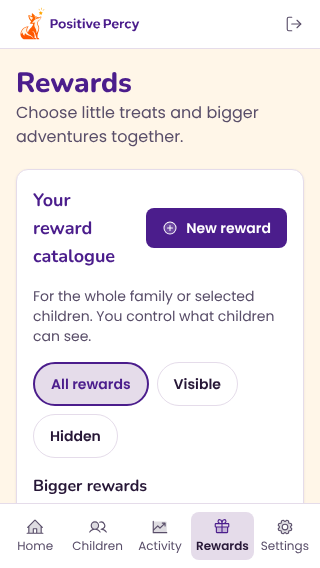 Positive Percy
Rewards
Choose little treats and bigger
adventures together.
Your
reward
catalogue
New reward
For the whole family or selected
children. You control what children
can see.
All rewards
Visible
Hidden
Bigger rewards
Home
Children
Activity
Rewards
Settings